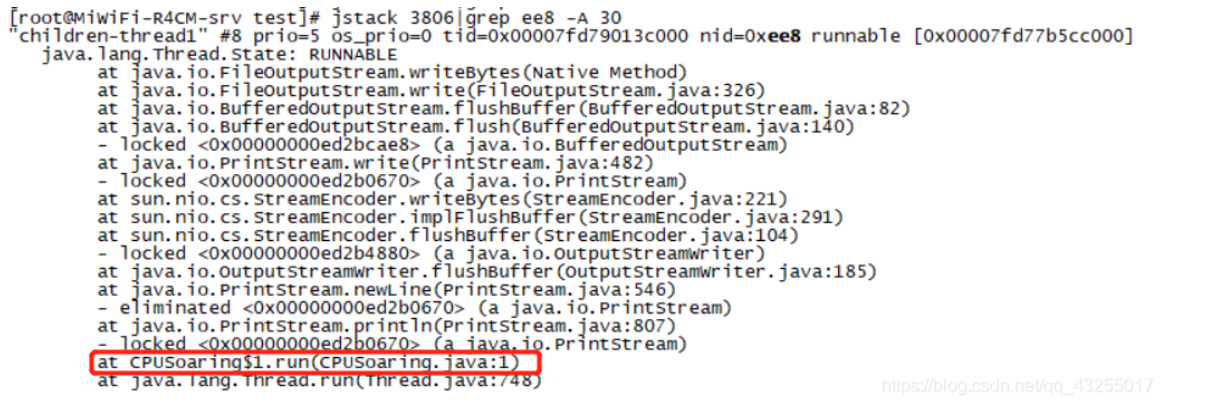 [root@MiWiFi-R4CM-srv test]# jstack 3806|grep ee8 -A 30
"children-thread1" #8 prio=5 os_prio=0 tid=0x00007fd79013c000 nid=0xee8 runnable [0x00007fd77b5cc000]
java.lang.Thread.State: RUNNABLE
at java.io.FileOutputStream.writeBytes(Native Method)
at java.io.FileOutputStream.write(FileOutputStream.java:326)
at java.io.BufferedOutputStream.flushBuffer(BufferedOutputStream.java:82)
at java.io.BufferedOutputStream.flush(BufferedOutputStream.java:140)
- locked <0x00000000ed2bcae8> (a java.io.BufferedOutputStream)
at java.io.PrintStream.write(PrintStream.java:482)
- locked <0x00000000ed2b0670> (a java.io.PrintStream)
at sun.nio.cs.StreamEncoder.writeBytes(StreamEncoder.java:221)
at sun.nio.cs.StreamEncoder.implFlushBuffer(StreamEncoder.java:291)
at sun.nio.cs.StreamEncoder.flushBuffer(StreamEncoder.java:104)
- locked <0x00000000ed2b4880> (a java.io.OutputStreamWriter)
at java.io.OutputStreamWriter.flushBuffer(OutputStreamWriter.java:185)
at java.io.PrintStream.newLine(PrintStream.java:546)
- eliminated <0x00000000ed2b0670> (a java.io.PrintStream)
at java.io.PrintStream.println(PrintStream.java:807)
- locked <0x00000000ed2b0670> (a java.io.PrintStream)
at CPUSoaring$1.run(CPUSoaring.java:1)
at java.lang.Thread.run(Thread.java:748)
https://blog.csdn.net/qq_43255017